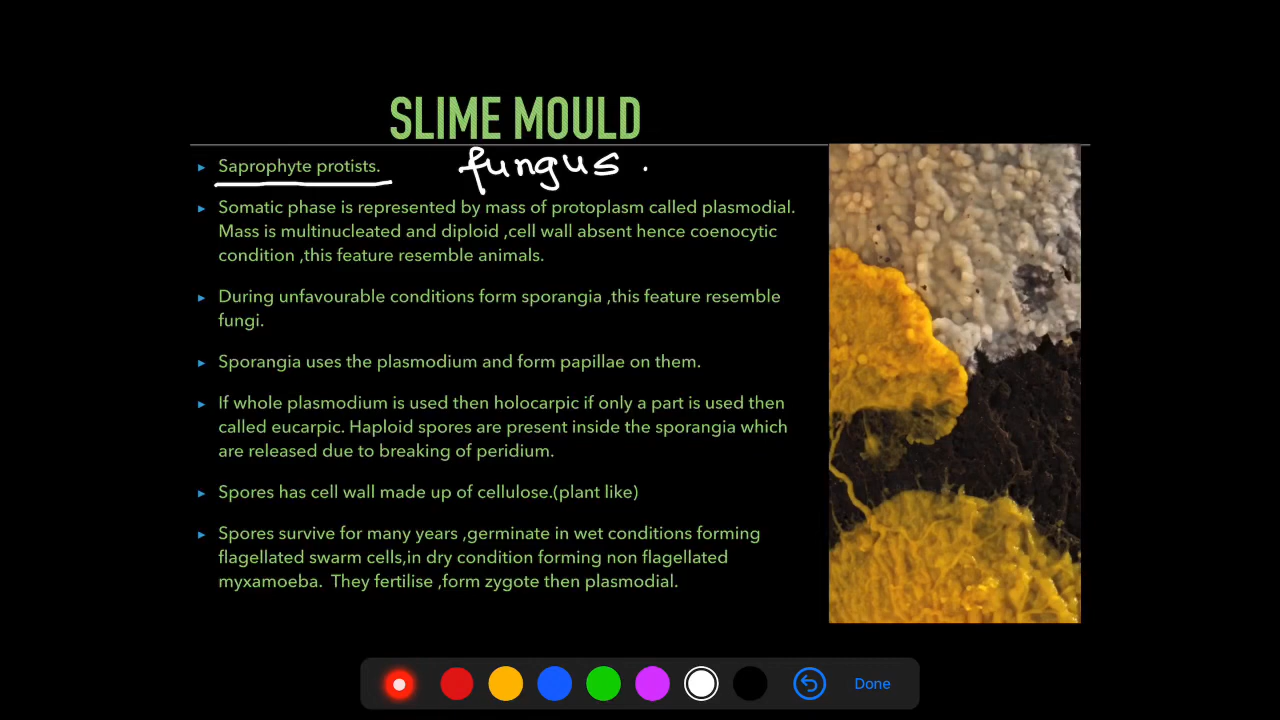 SLIME MOULD
▸ Saprophyte protists. fungus .
▸ Somatic phase is represented by mass of protoplasm called plasmodial.
Mass is multinucleated and diploid ,cell wall absent hence coenocytic
condition ,this feature resemble animals.
▸ During unfavourable conditions form sporangia ,this feature resemble
fungi.
▸ Sporangia uses the plasmodium and form papillae on them.
▸ If whole plasmodium is used then holocarpic if only a part is used then
called eucarpic. Haploid spores are present inside the sporangia which
are released due to breaking of peridium.
▸ Spores has cell wall made up of cellulose.(plant like)
▸ Spores survive for many years ,germinate in wet conditions forming
flagellated swarm cells,in dry condition forming non flagellated
myxamoeba. They fertilise ,form zygote then plasmodial.
Done